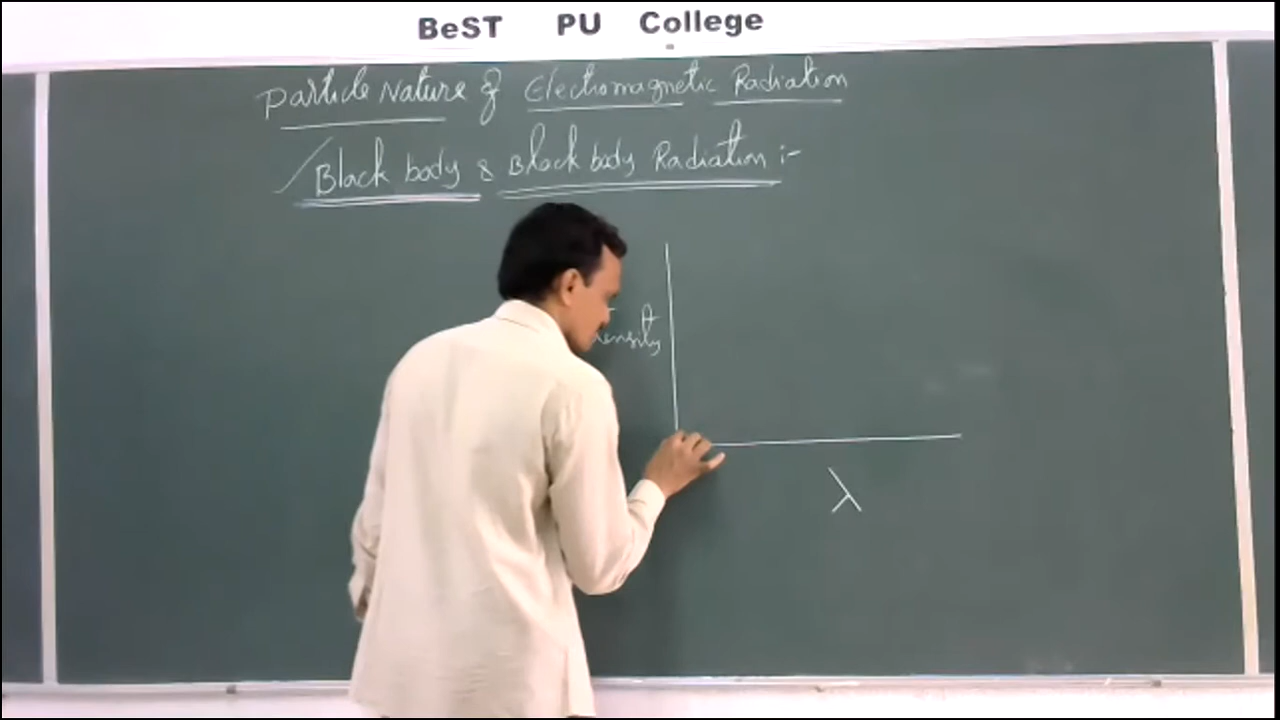 BeST PU College
Particle Nature of Electromagnetic Radiation
Black body & Black body Radiation :-
λ